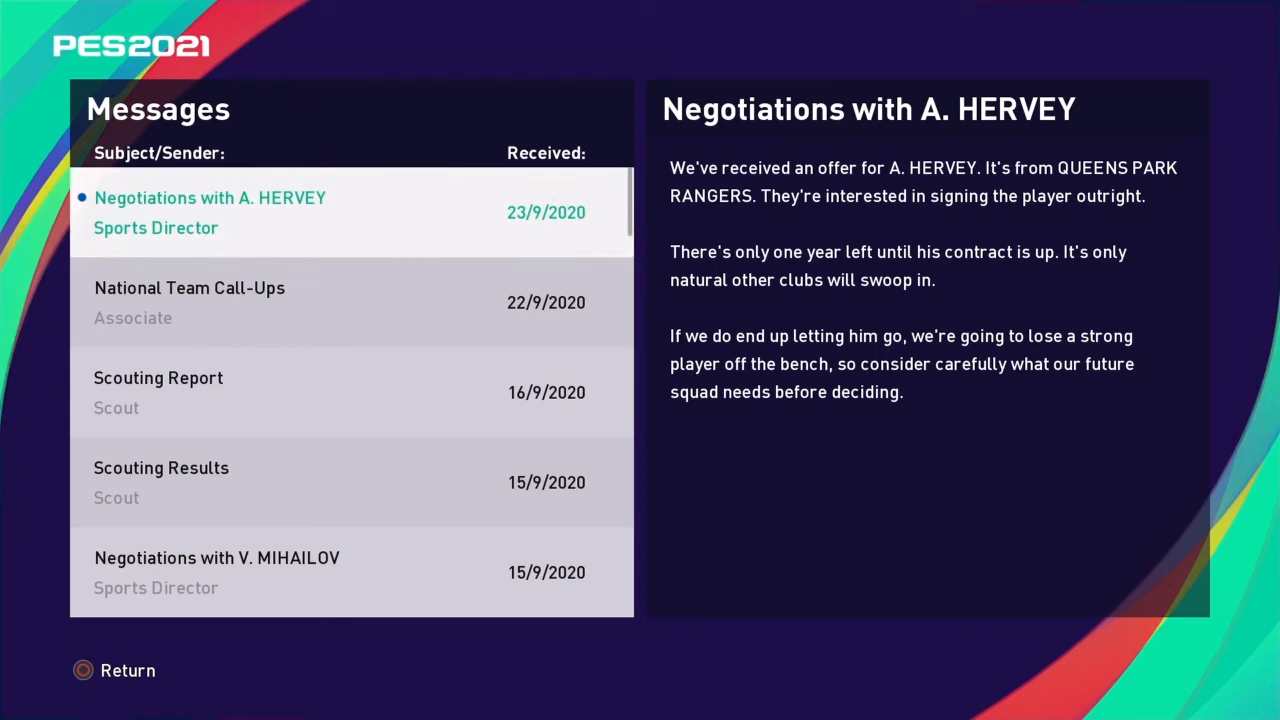 PES2021
Messages
Subject/Sender:
Received:
Negotiations with A. HERVEY
Sports Director
23/9/2020
National Team Call-Ups
Associate
22/9/2020
Scouting Report
Scout
16/9/2020
Scouting Results
Scout
15/9/2020
Negotiations with V. MIHAILOV
Sports Director
15/9/2020
Negotiations with A. HERVEY
We've received an offer for A. HERVEY. It's from QUEENS PARK
RANGERS. They're interested in signing the player outright.
There's only one year left until his contract is up. It's only
natural other clubs will swoop in.
If we do end up letting him go, we're going to lose a strong
player off the bench, so consider carefully what our future
squad needs before deciding.
Return